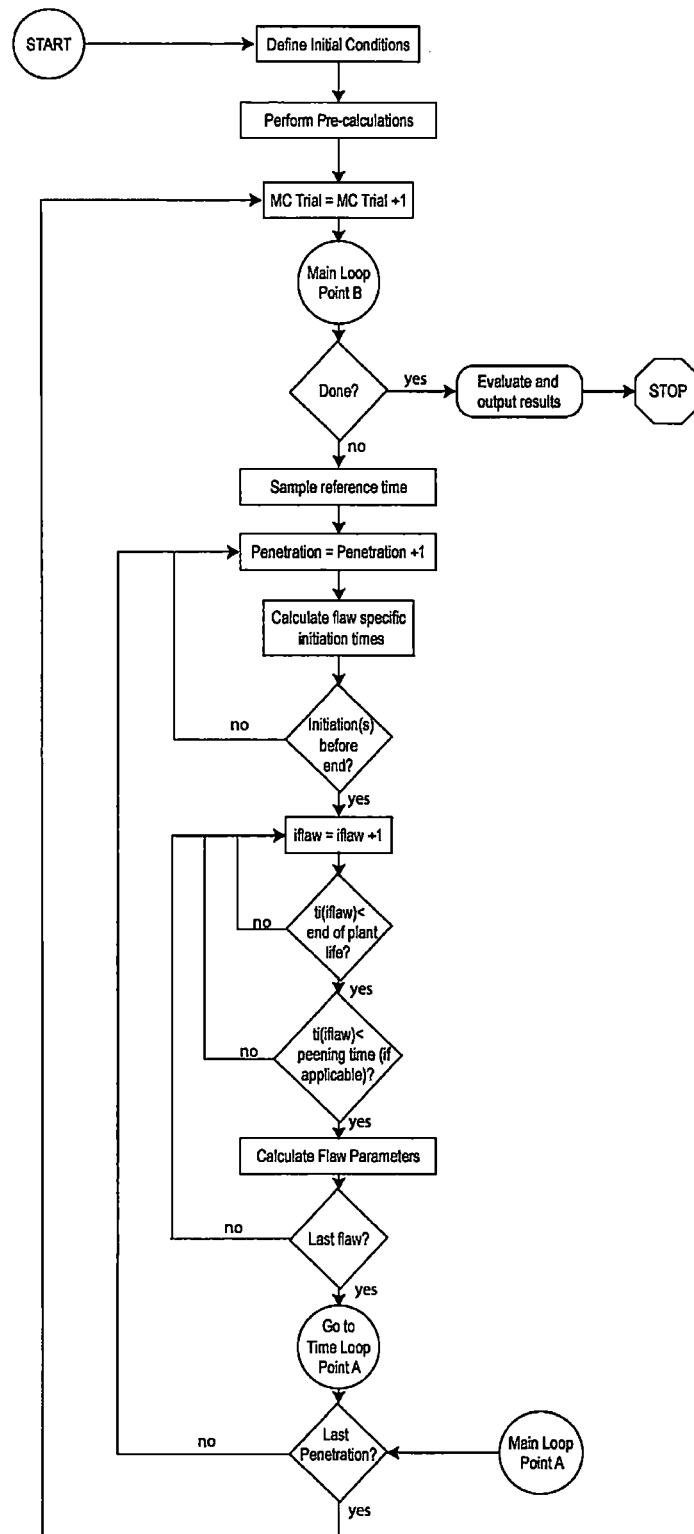 START
Define Initial Conditions
Perform Pre-calculations
MC Trial = MC Trial +1
Main Loop
Point B
Done?
yes
Evaluate and
output results
STOP
no
Sample reference time
Penetration = Penetration +1
Calculate flaw specific
initiation times
no
Initiation(s)
before
end?
yes
iflaw = iflaw +1
no
ti(iflaw)<
end of plant
life?
yes
no
ti(iflaw)<
peening time (if
applicable)?
yes
Calculate Flaw Parameters
no
Last flaw?
yes
Go to
Time Loop
Point A
no
Last
Penetration?
Main Loop
Point A
yes